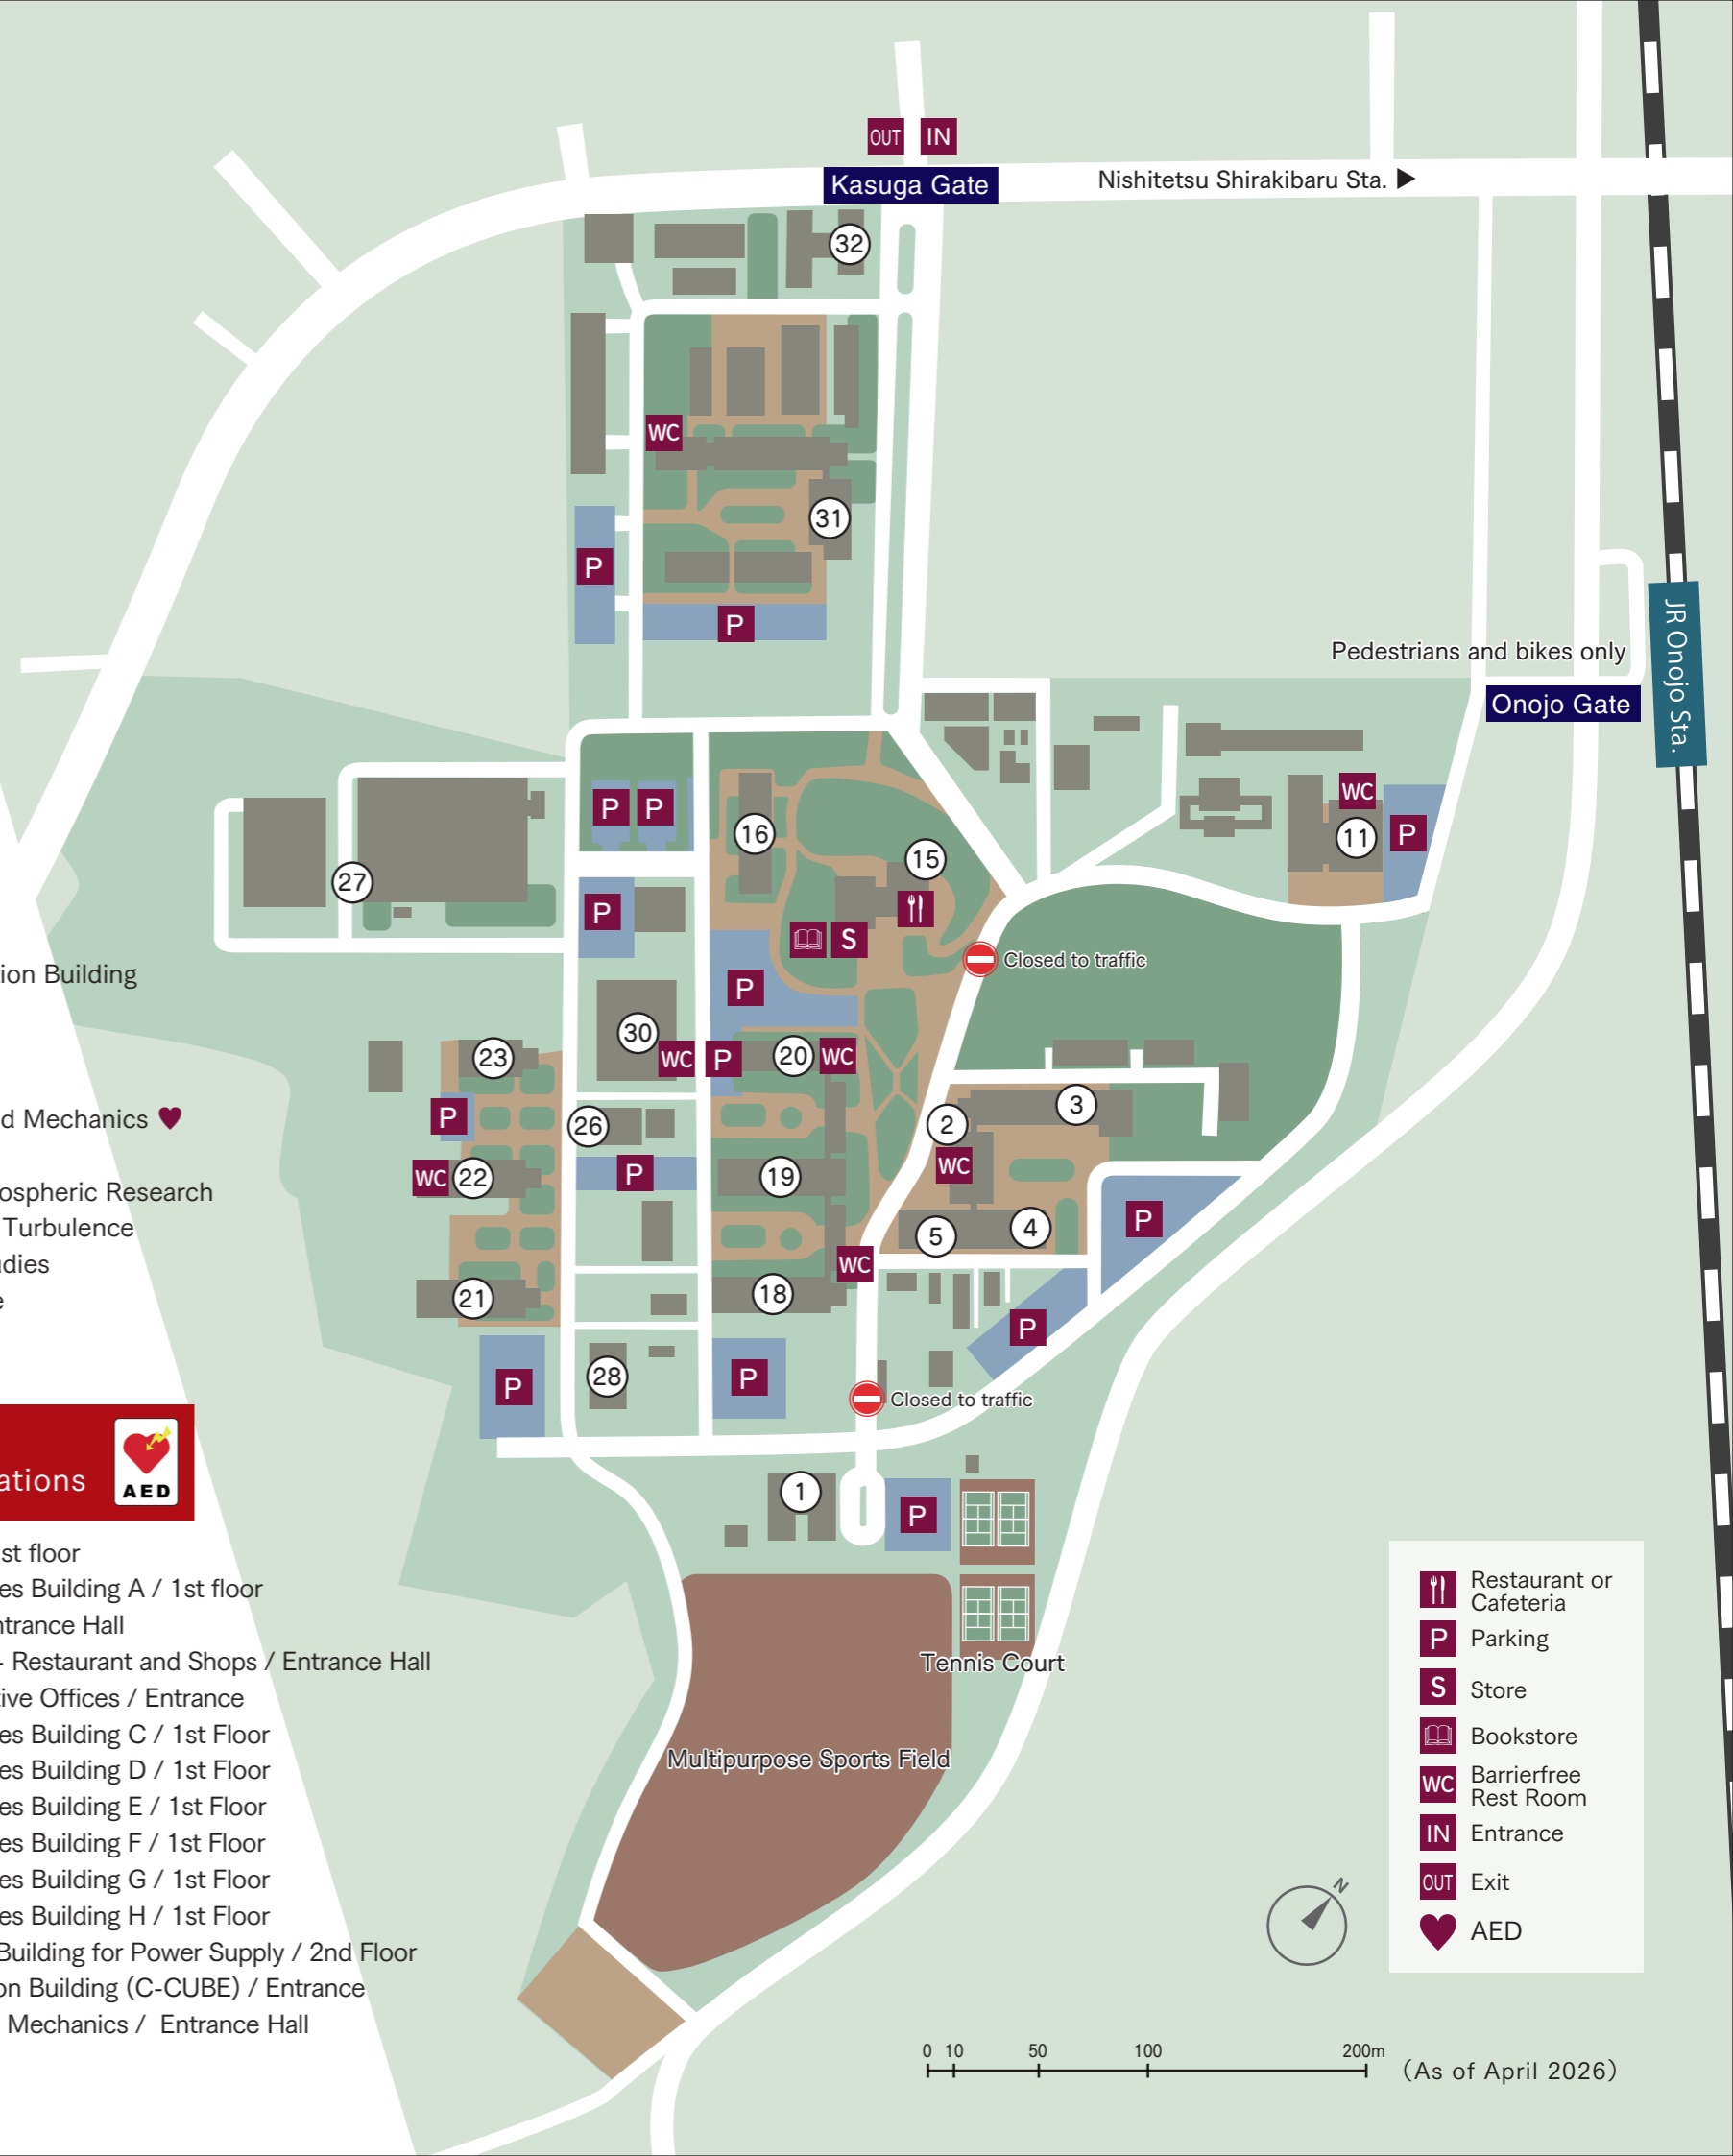 OUT IN
Kasuga Gate
Nishitetsu Shirakibaru Sta. ▶
32
WC
31
P
P
Pedestrians and bikes only
JR Onojo Sta.
Onojo Gate
P P
16
15
WC
11
P
27
P
S
Closed to traffic
P
tion Building
30
WC
P
20
WC
23
P
26
2
3
d Mechanics
WC
22
P
19
WC
ospheric Research
Turbulence
5
4
P
WC
udies
21
18
e
P
28
P
P
Closed to traffic
ations
AED
1
P
st floor
es Building A / 1st floor
ntrance Hall
- Restaurant and Shops / Entrance Hall
tive Offices / Entrance
es Building C / 1st Floor
es Building D / 1st Floor
es Building E / 1st Floor
es Building F / 1st Floor
es Building G / 1st Floor
es Building H / 1st Floor
Building for Power Supply / 2nd Floor
on Building (C-CUBE) / Entrance
Mechanics / Entrance Hall
Tennis Court
Multipurpose Sports Field
Restaurant or
Cafeteria
P Parking
S Store
Bookstore
WC Barrierfree
Rest Room
IN Entrance
OUT Exit
AED
N
0 10 50 100 200m
(As of April 2026)